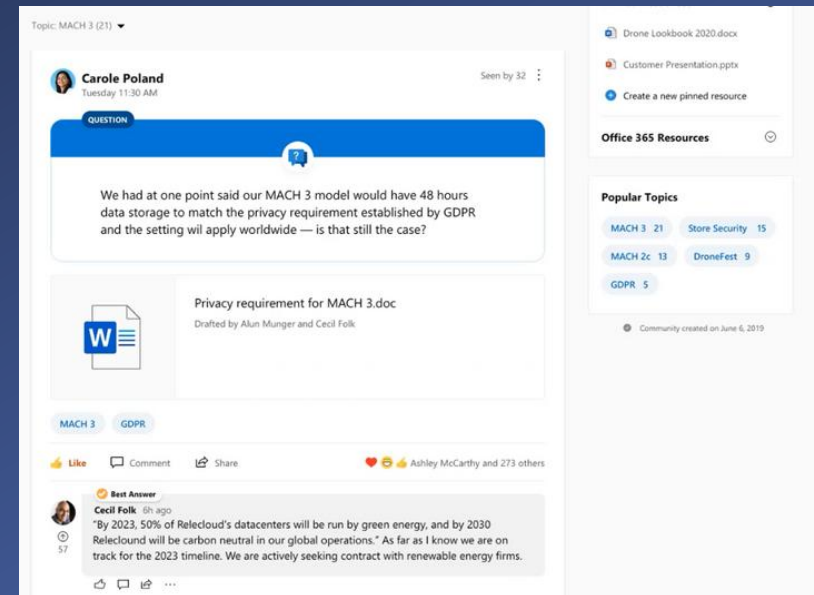 Topic: MACH 3 (21)
Carole Poland
Tuesday 11:30 AM
Seen by 32
QUESTION
We had at one point said our MACH 3 model would have 48 hours
data storage to match the privacy requirement established by GDPR
and the setting wil apply worldwide — is that still the case?
W
Privacy requirement for MACH 3.doc
Drafted by Alun Munger and Cecil Folk
MACH 3 GDPR
Like Comment Share Ashley McCarthy and 273 others
Best Answer
Cecil Folk 6h ago
"By 2023, 50% of Relecloud's datacenters will be run by green energy, and by 2030
Releclound will be carbon neutral in our global operations." As far as I know we are on
track for the 2023 timeline. We are actively seeking contract with renewable energy firms.
57
Drone Lookbook 2020.docx
Customer Presentation.pptx
Create a new pinned resource
Office 365 Resources
Popular Topics
MACH 3 21 Store Security 15
MACH 2c 13 DroneFest 9
GDPR 5
Community created on June 6, 2019